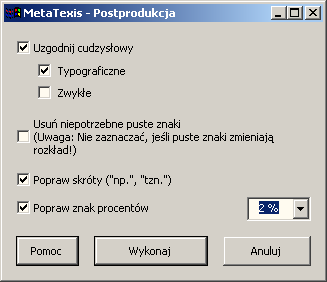 MetaTexis - Postprodukcja
Uzgodnij cudzysłowy
Typograficzne
Zwykłe
Usuń niepotrzebne puste znaki
(Uwaga: Nie zaznaczać, jeśli puste znaki zmieniają
rozkład!)
Popraw skróty ("np.", "tzn.")
Popraw znak procentów
2 %
Pomoc
Wykonaj
Anuluj